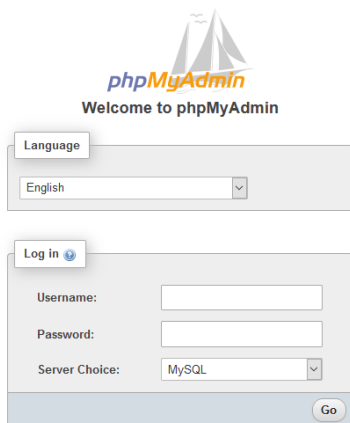 phpMyAdmin
Welcome to phpMyAdmin
Language
English
Log in
Username:
Password:
Server Choice: MySQL
Go